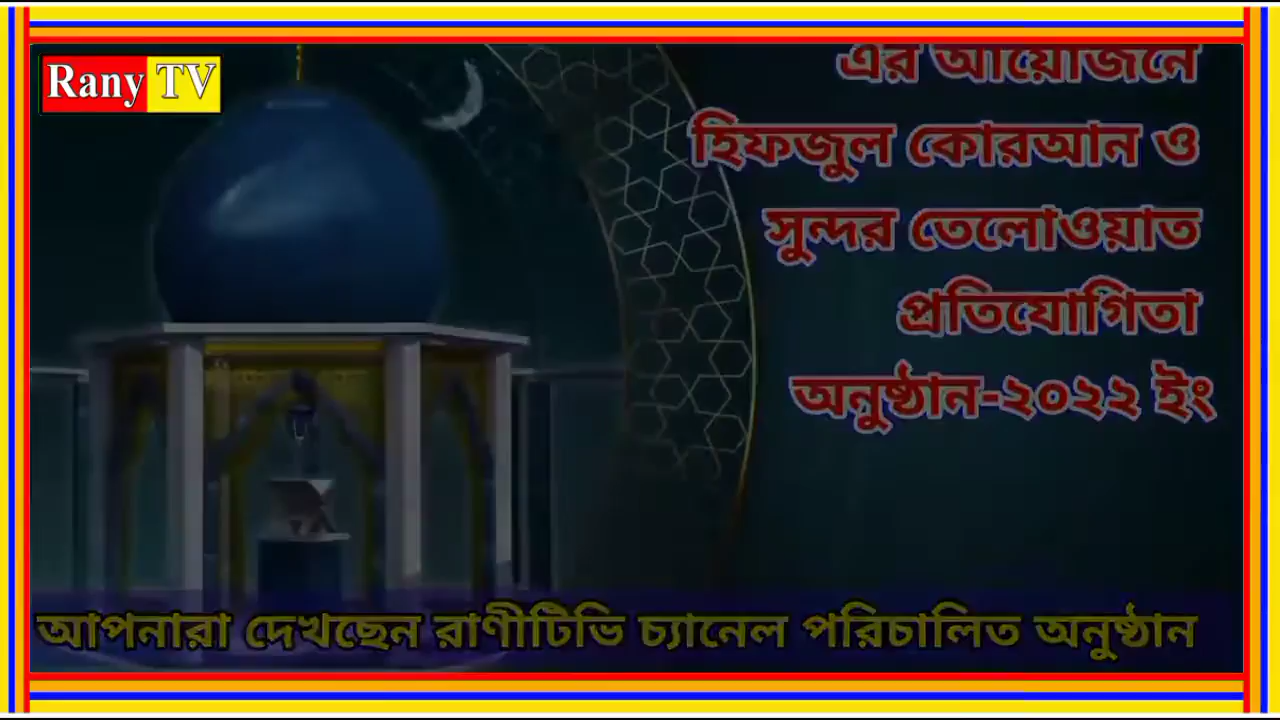 Rany TV
এর আয়োজনে
হিফজুল কোরআন ও
সুন্দর তেলোওয়াত
প্রতিযোগিতা
অনুষ্ঠান-২০২২ ইং
আপনারা দেখছেন রাণীটিভি চ্যানেল পরিচালিত অনুষ্ঠান